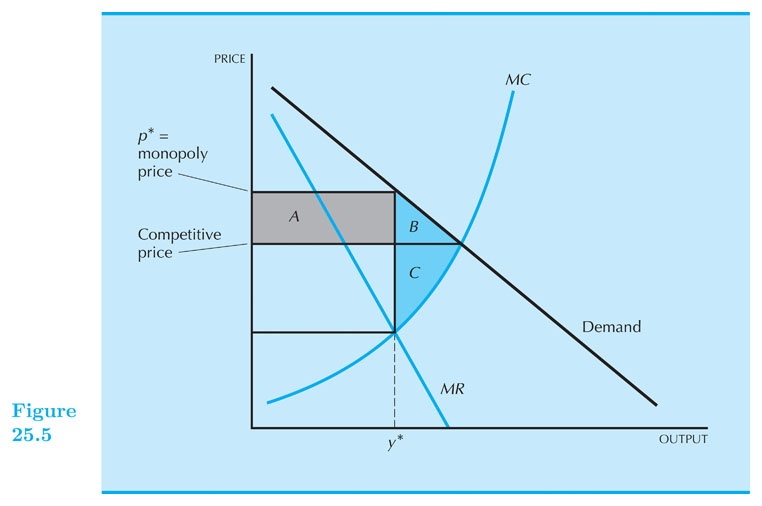 PRICE
MC
p* =
monopoly
price
A
B
Competitive
price
C
Demand
MR
Figure
25.5
y*
OUTPUT